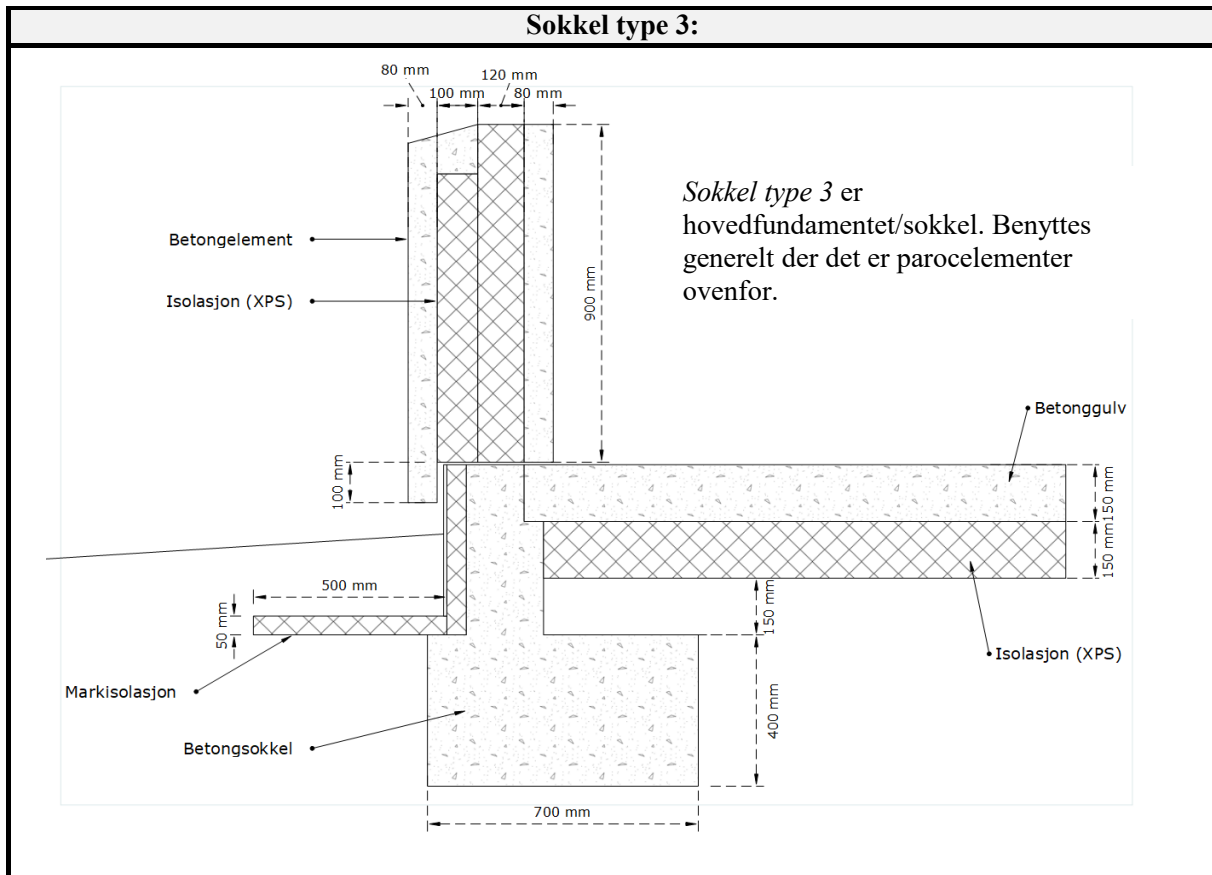 Sokkel type 3:
80 mm
120 mm
100 mm
80 mm
Sokkel type 3 er
hovedfundamentet/sokkel. Benyttes
generelt der det er parocelementer
ovenfor.
Betongelement
Isolasjon (XPS)
900 mm
Betonggulv
100 mm
150 mm
150 mm
500 mm
50 mm
150 mm
Isolasjon (XPS)
Markisolasjon
400 mm
Betongsokkel
700 mm